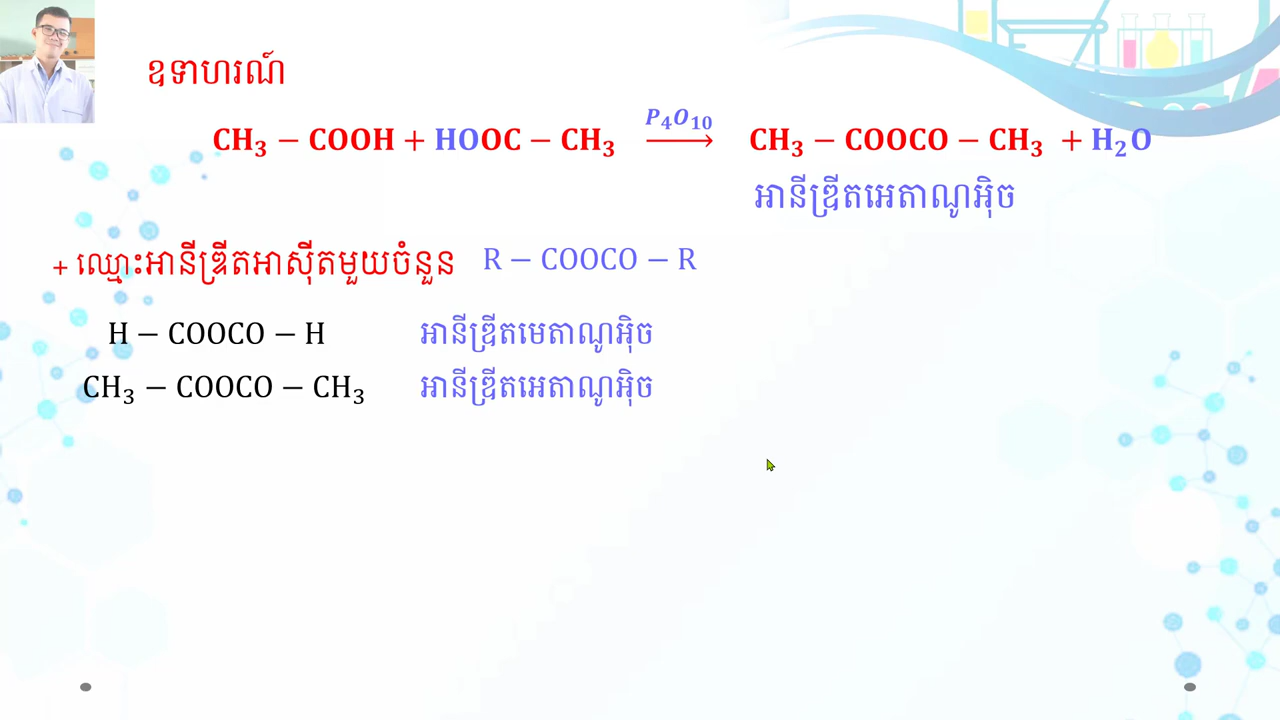 ឧទាហរណ៍
CH₃ − COOH + HOOC − CH₃ $\xrightarrow{P_4O_{10}}$ CH₃ − COOCO − CH₃ + H₂O
អានីឌ្រីតអេតាណូអ៊ិច
+ ឈ្មោះអានីឌ្រីតអាស៊ីតមួយចំនួន R − COOCO − R
H − COOCO − H អានីឌ្រីតមេតាណូអ៊ិច
CH₃ − COOCO − CH₃ អានីឌ្រីតអេតាណូអ៊ិច